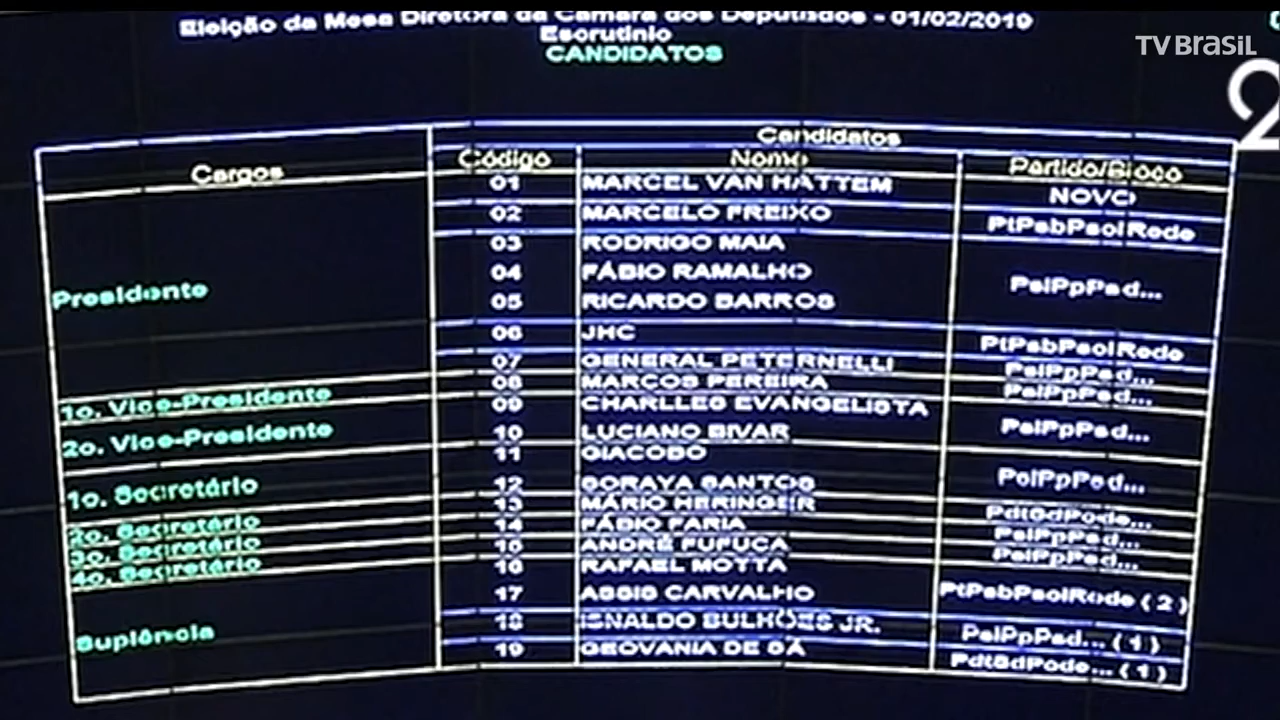 Eleição da Mesa Diretora da Câmara dos Deputados - 01/02/2019
Escrutínio
CANDIDATOS
TVBRASIL
2
Candidatos
Cargos Código Nome Partido/Bloco
01 MARCEL VAN HATTEM NOVO
02 MARCELO FREIXO PtPsbPsolRede
03 RODRIGO MAIA
Presidente 04 FÁBIO RAMALHO PslPpPsd...
05 RICARDO BARROS
06 JHC PtPsbPsolRede
07 GENERAL PETERNELLI PslPpPsd...
1o. Vice-Presidente 08 MARCOS PEREIRA PslPpPsd...
09 CHARLLES EVANGELISTA
2o. Vice-Presidente 10 LUCIANO BIVAR PslPpPsd...
11 GIACOBO
1o. Secretário 12 SORAYA SANTOS PslPpPsd...
2o. Secretário 13 MÁRIO HERINGER PdtSdPode...
3o. Secretário 14 FÁBIO FARIA PslPpPsd...
4o. Secretário 15 ANDRÉ FUFUCA PslPpPsd...
16 RAFAEL MOTTA
17 ASSIS CARVALHO PtPsbPsolRede ( 2 )
Suplência 18 ISNALDO BULHÕES JR. PslPpPsd... ( 1 )
19 GEOVANIA DE SÁ PdtSdPode... ( 1 )